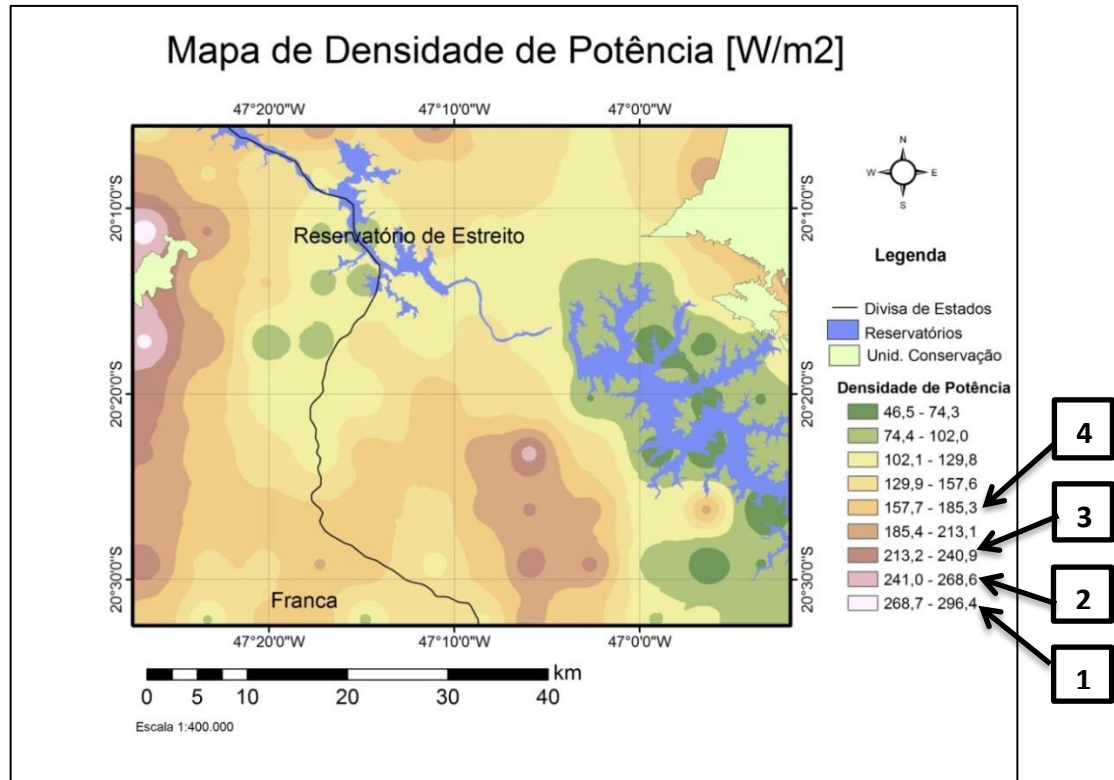 Mapa de Densidade de Potência [W/m2]
47°20'0"W 47°10'0"W 47°0'0"W
N
W E
S
20°10'0"S 20°10'0"S
Reservatório de Estreito
Legenda
Divisa de Estados
Reservatórios
Unid. Conservação
Densidade de Potência
46,5 - 74,3
74,4 - 102,0
102,1 - 129,8
129,9 - 157,6
157,7 - 185,3
185,4 - 213,1
213,2 - 240,9
241,0 - 268,6
268,7 - 296,4
4
3
2
1
20°20'0"S 20°20'0"S
20°30'0"S 20°30'0"S
Franca
47°20'0"W 47°10'0"W 47°0'0"W
km
0 5 10 20 30 40
Escala 1:400.000